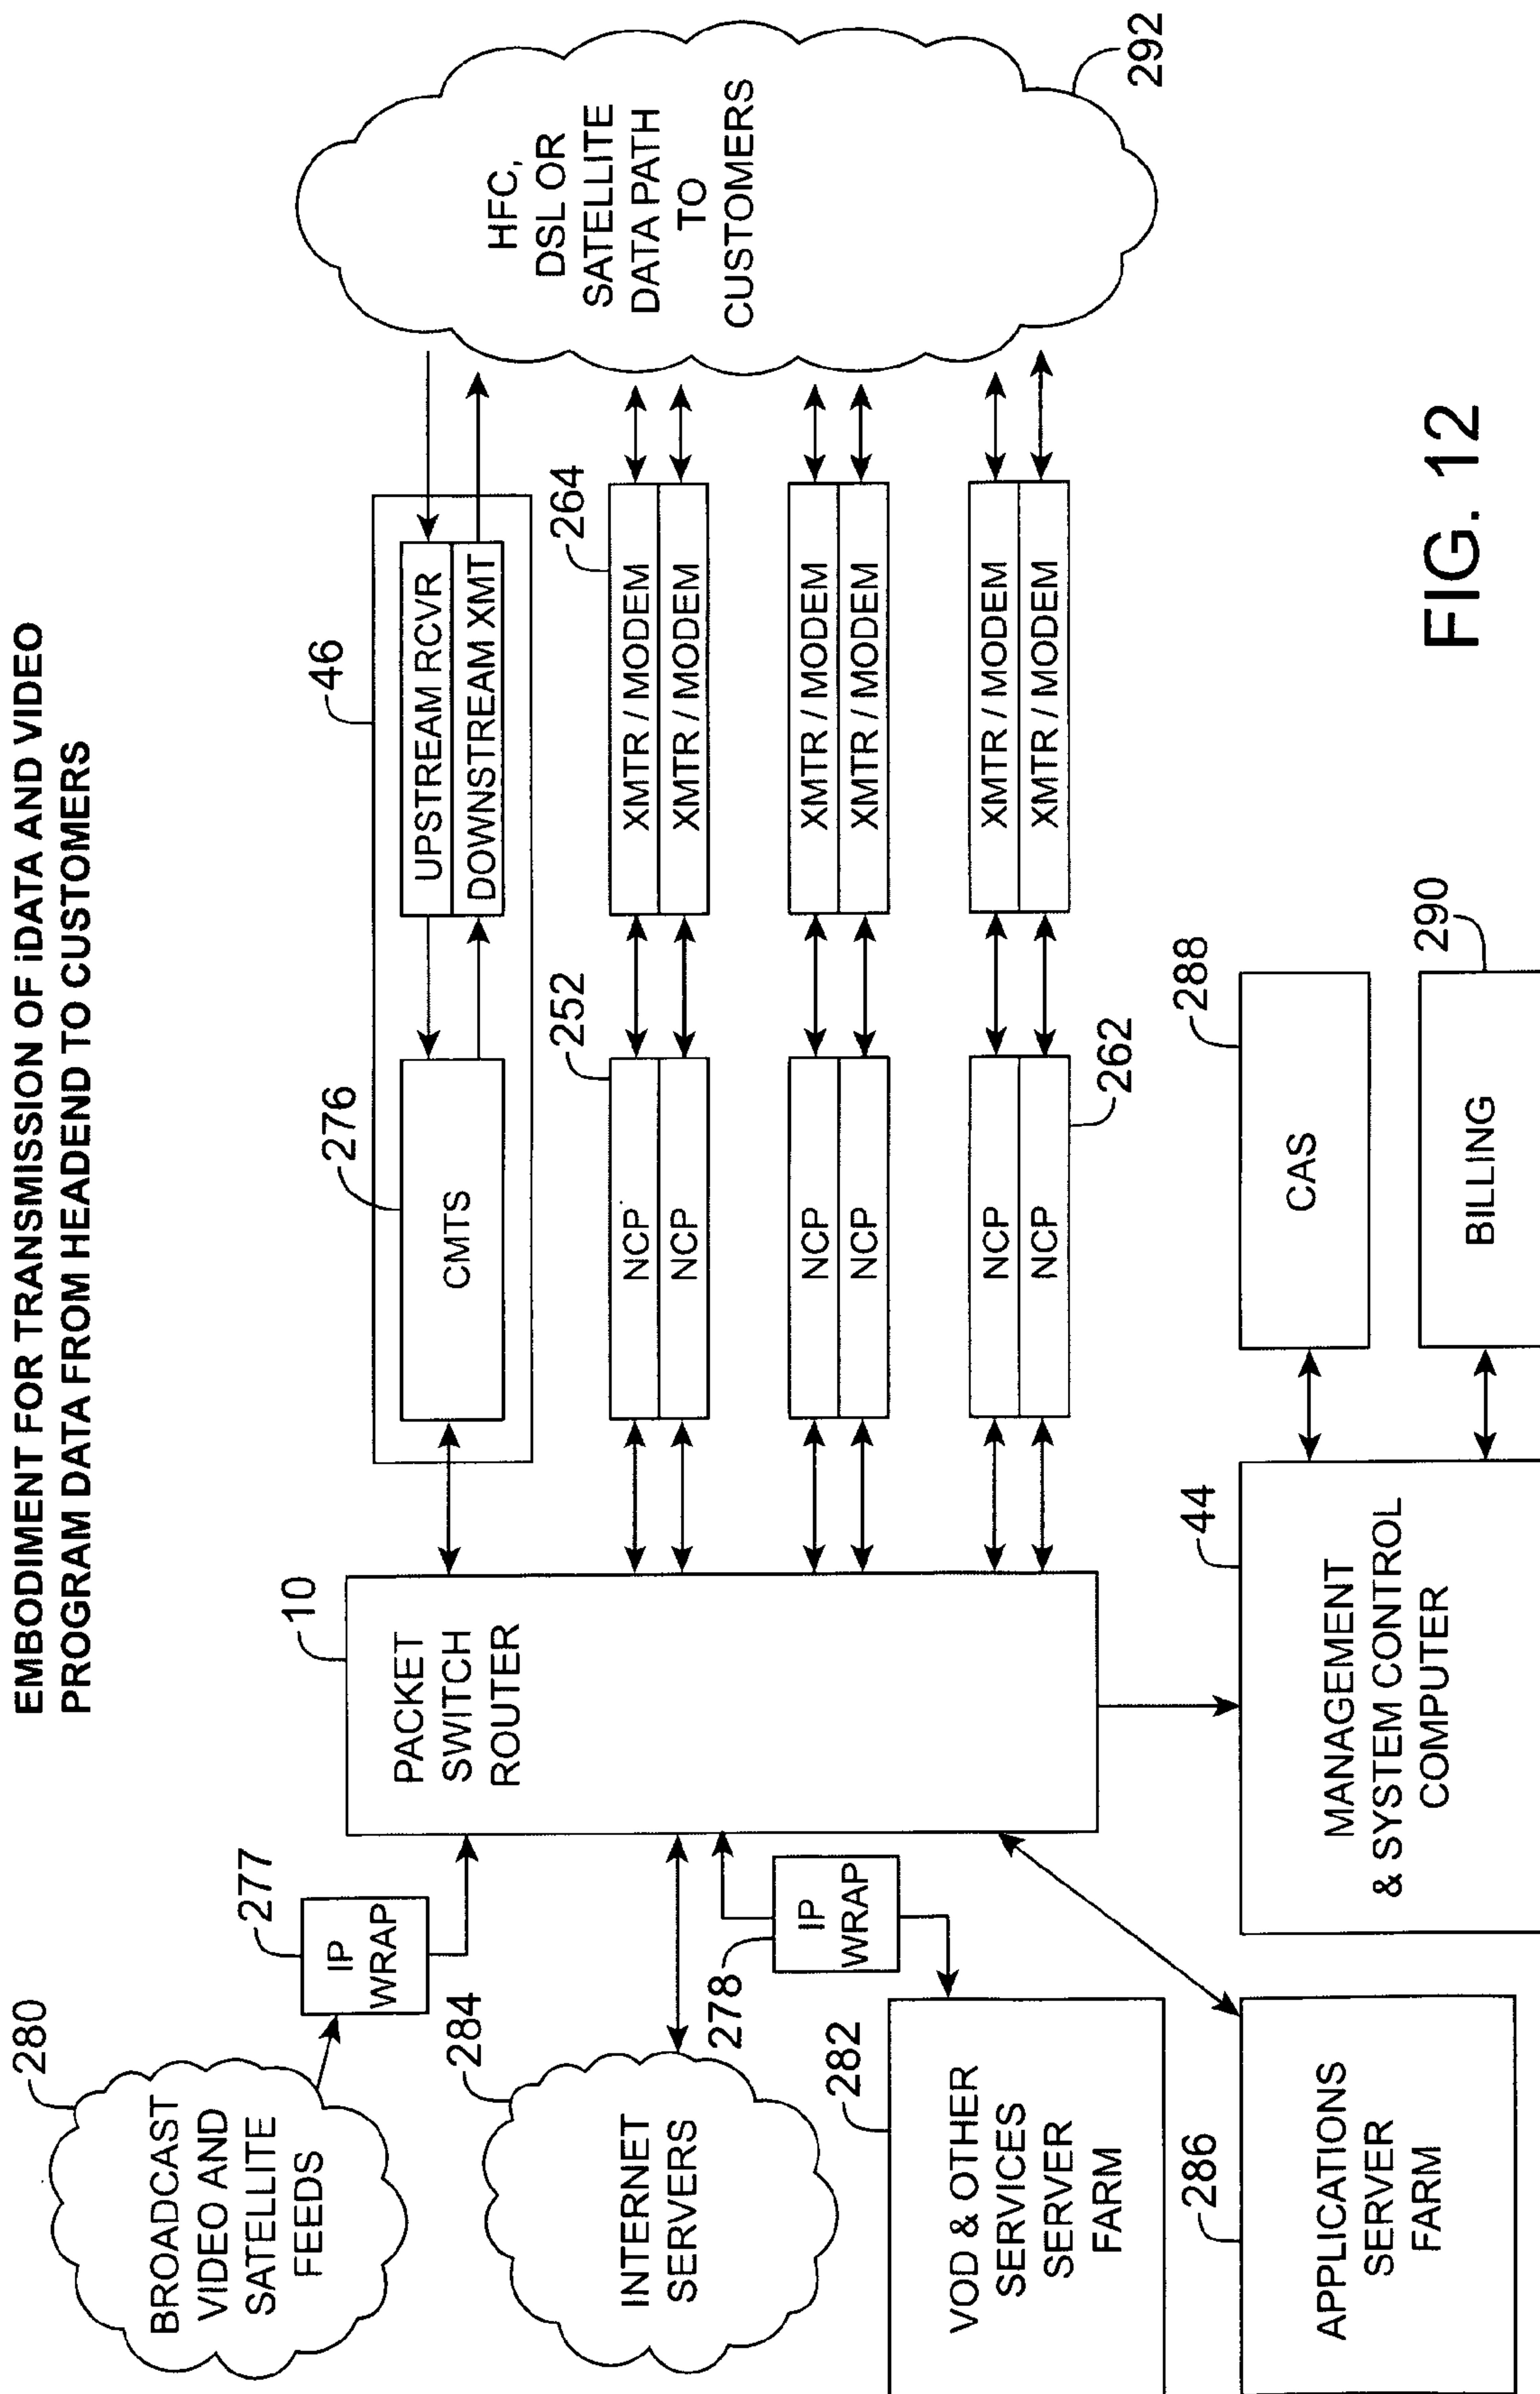 EMBODIMENT FOR TRANSMISSION OF iDATA AND VIDEO
PROGRAM DATA FROM HEADEND TO CUSTOMERS
280
BROADCAST
VIDEO AND
SATELLITE
FEEDS
277
IP
WRAP
284
INTERNET
SERVERS
278
IP
WRAP
282
VOD & OTHER
SERVICES
SERVER
FARM
286
APPLICATIONS
SERVER
FARM
10
PACKET
SWITCH
ROUTER
44
MANAGEMENT
& SYSTEM CONTROL
COMPUTER
46
276
CMTS
UPSTREAM RCVR
DOWNSTREAM XMT
252
NCP
NCP
264
XMTR / MODEM
XMTR / MODEM
NCP
NCP
XMTR / MODEM
XMTR / MODEM
NCP
NCP
262
XMTR / MODEM
XMTR / MODEM
288
CAS
290
BILLING
HFC,
DSL OR
SATELLITE
DATA PATH
TO
CUSTOMERS
292
FIG. 12